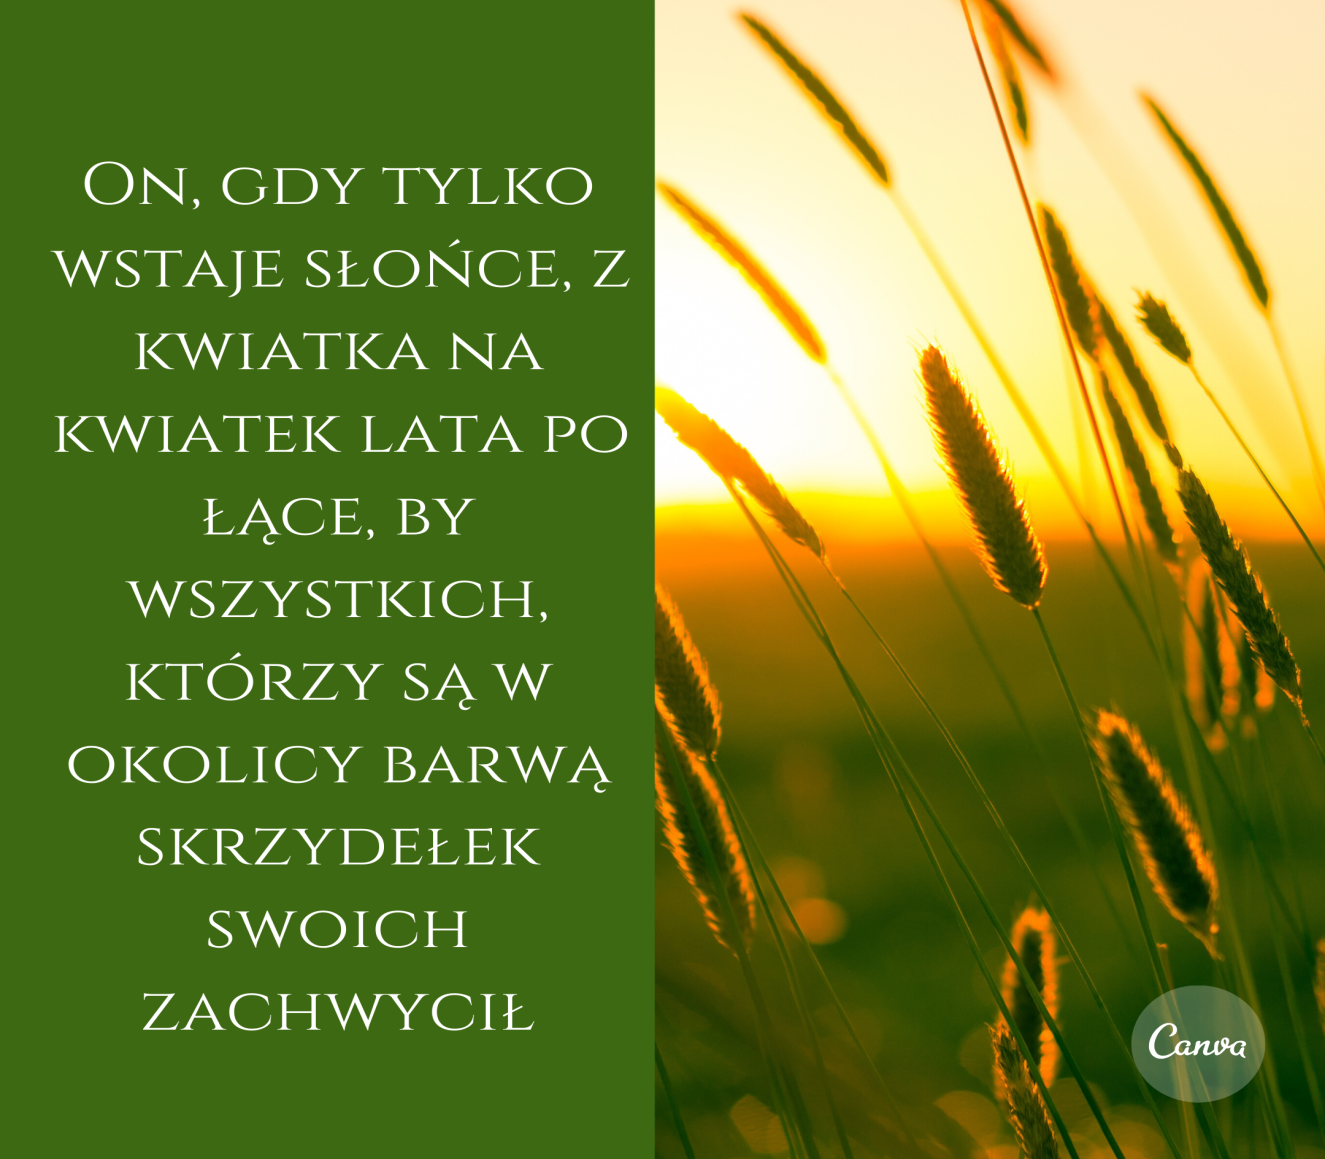 On, gdy tylko
wstaje słońce, z
kwiatka na
kwiatek lata po
łące, by
wszystkich,
którzy są w
okolicy barwą
skrzydełek
swoich
zachwycił
Canva